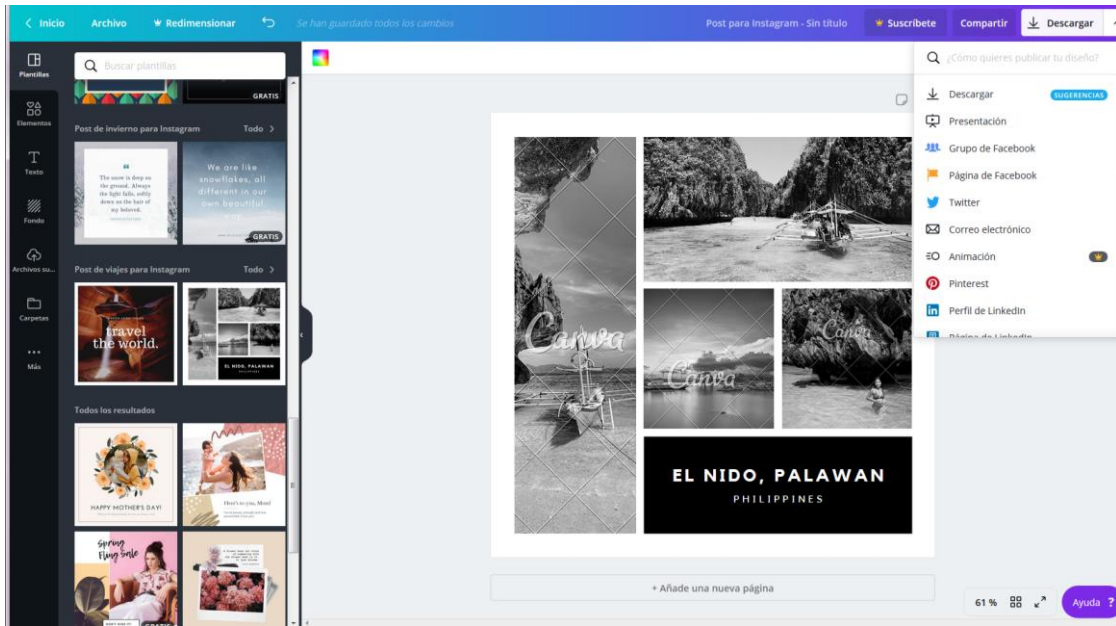 Inicio
Archivo
Redimensionar
Se han guardado todos los cambios
Post para Instagram - Sin título
Suscríbete
Compartir
Descargar
Plantillas
Elementos
Texto
Fondo
Archivos su...
Carpetas
Más
Buscar plantillas
GRATIS
Post de invierno para Instagram
Todo
The snow is deep on
the ground. Always
the light falls, softly
down on the hair of
my beloved.
We are like
snowflakes, all
different in our
own beautiful
GRATIS
Post de viajes para Instagram
Todo
travel
the world.
EL NIDO, PALAWAN
PHILIPPINES
Todos los resultados
HAPPY MOTHER'S DAY!
Here's to you, Mom!
Spring
Fling Sale
GRATIS
Canva
Canva
Canva
EL NIDO, PALAWAN
PHILIPPINES
+ Añade una nueva página
¿Cómo quieres publicar tu diseño?
Descargar
SUGERENCIAS
Presentación
Grupo de Facebook
Página de Facebook
Twitter
Correo electrónico
Animación
Pinterest
Perfil de LinkedIn
Página de LinkedIn
61 %
Ayuda ?